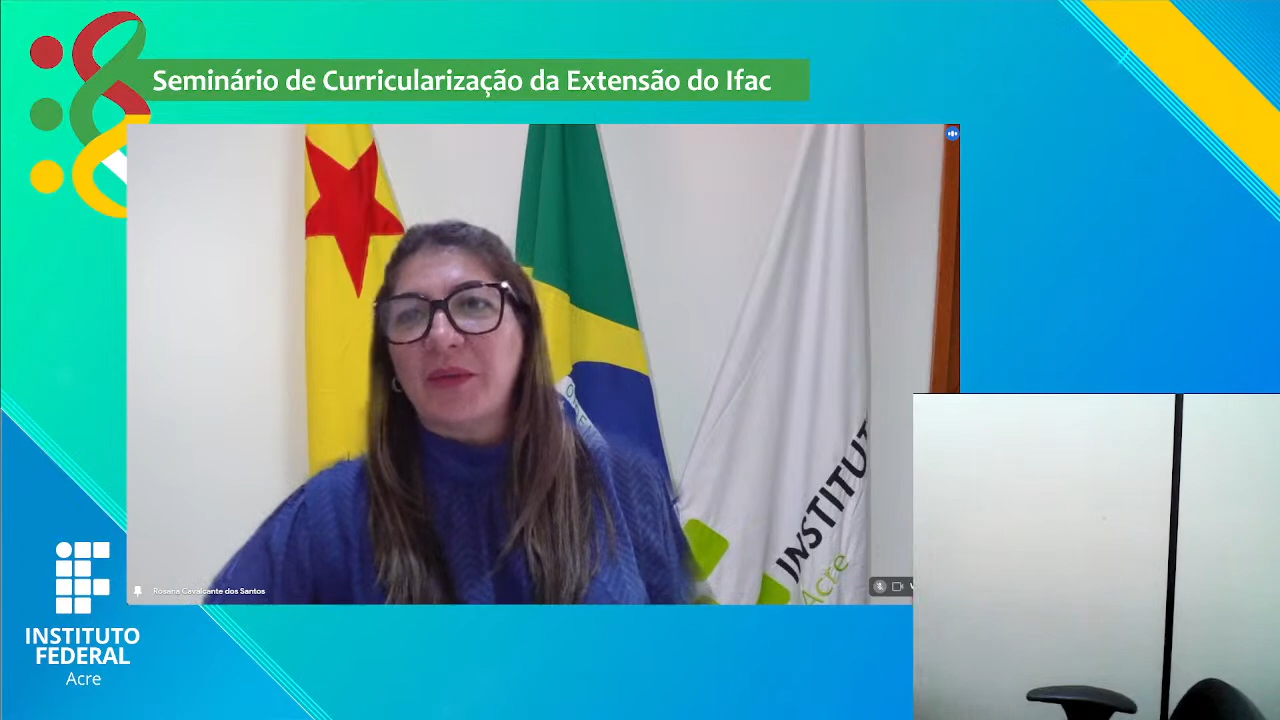 Seminário de Curricularização da Extensão do Ifac
INSTITUT
Acre
Rosana Cavalcante dos Santos
INSTITUTO
FEDERAL
Acre